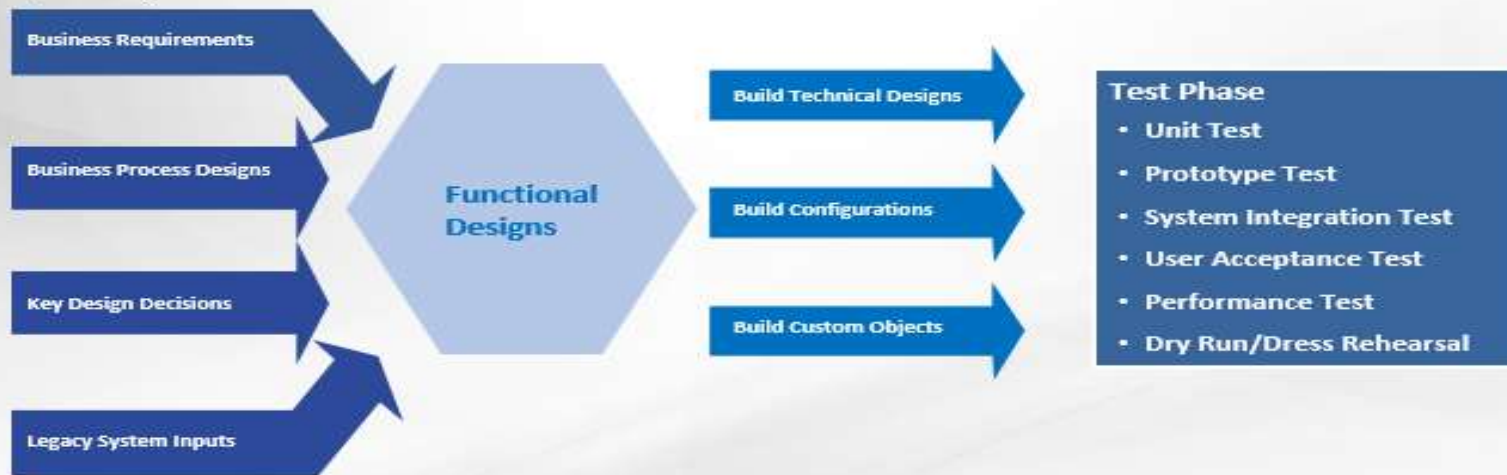 Business Requirements
Business Process Designs
Key Design Decisions
Legacy System Inputs
Functional
Designs
Build Technical Designs
Build Configurations
Build Custom Objects
Test Phase
• Unit Test
• Prototype Test
• System Integration Test
• User Acceptance Test
• Performance Test
• Dry Run/Dress Rehearsal